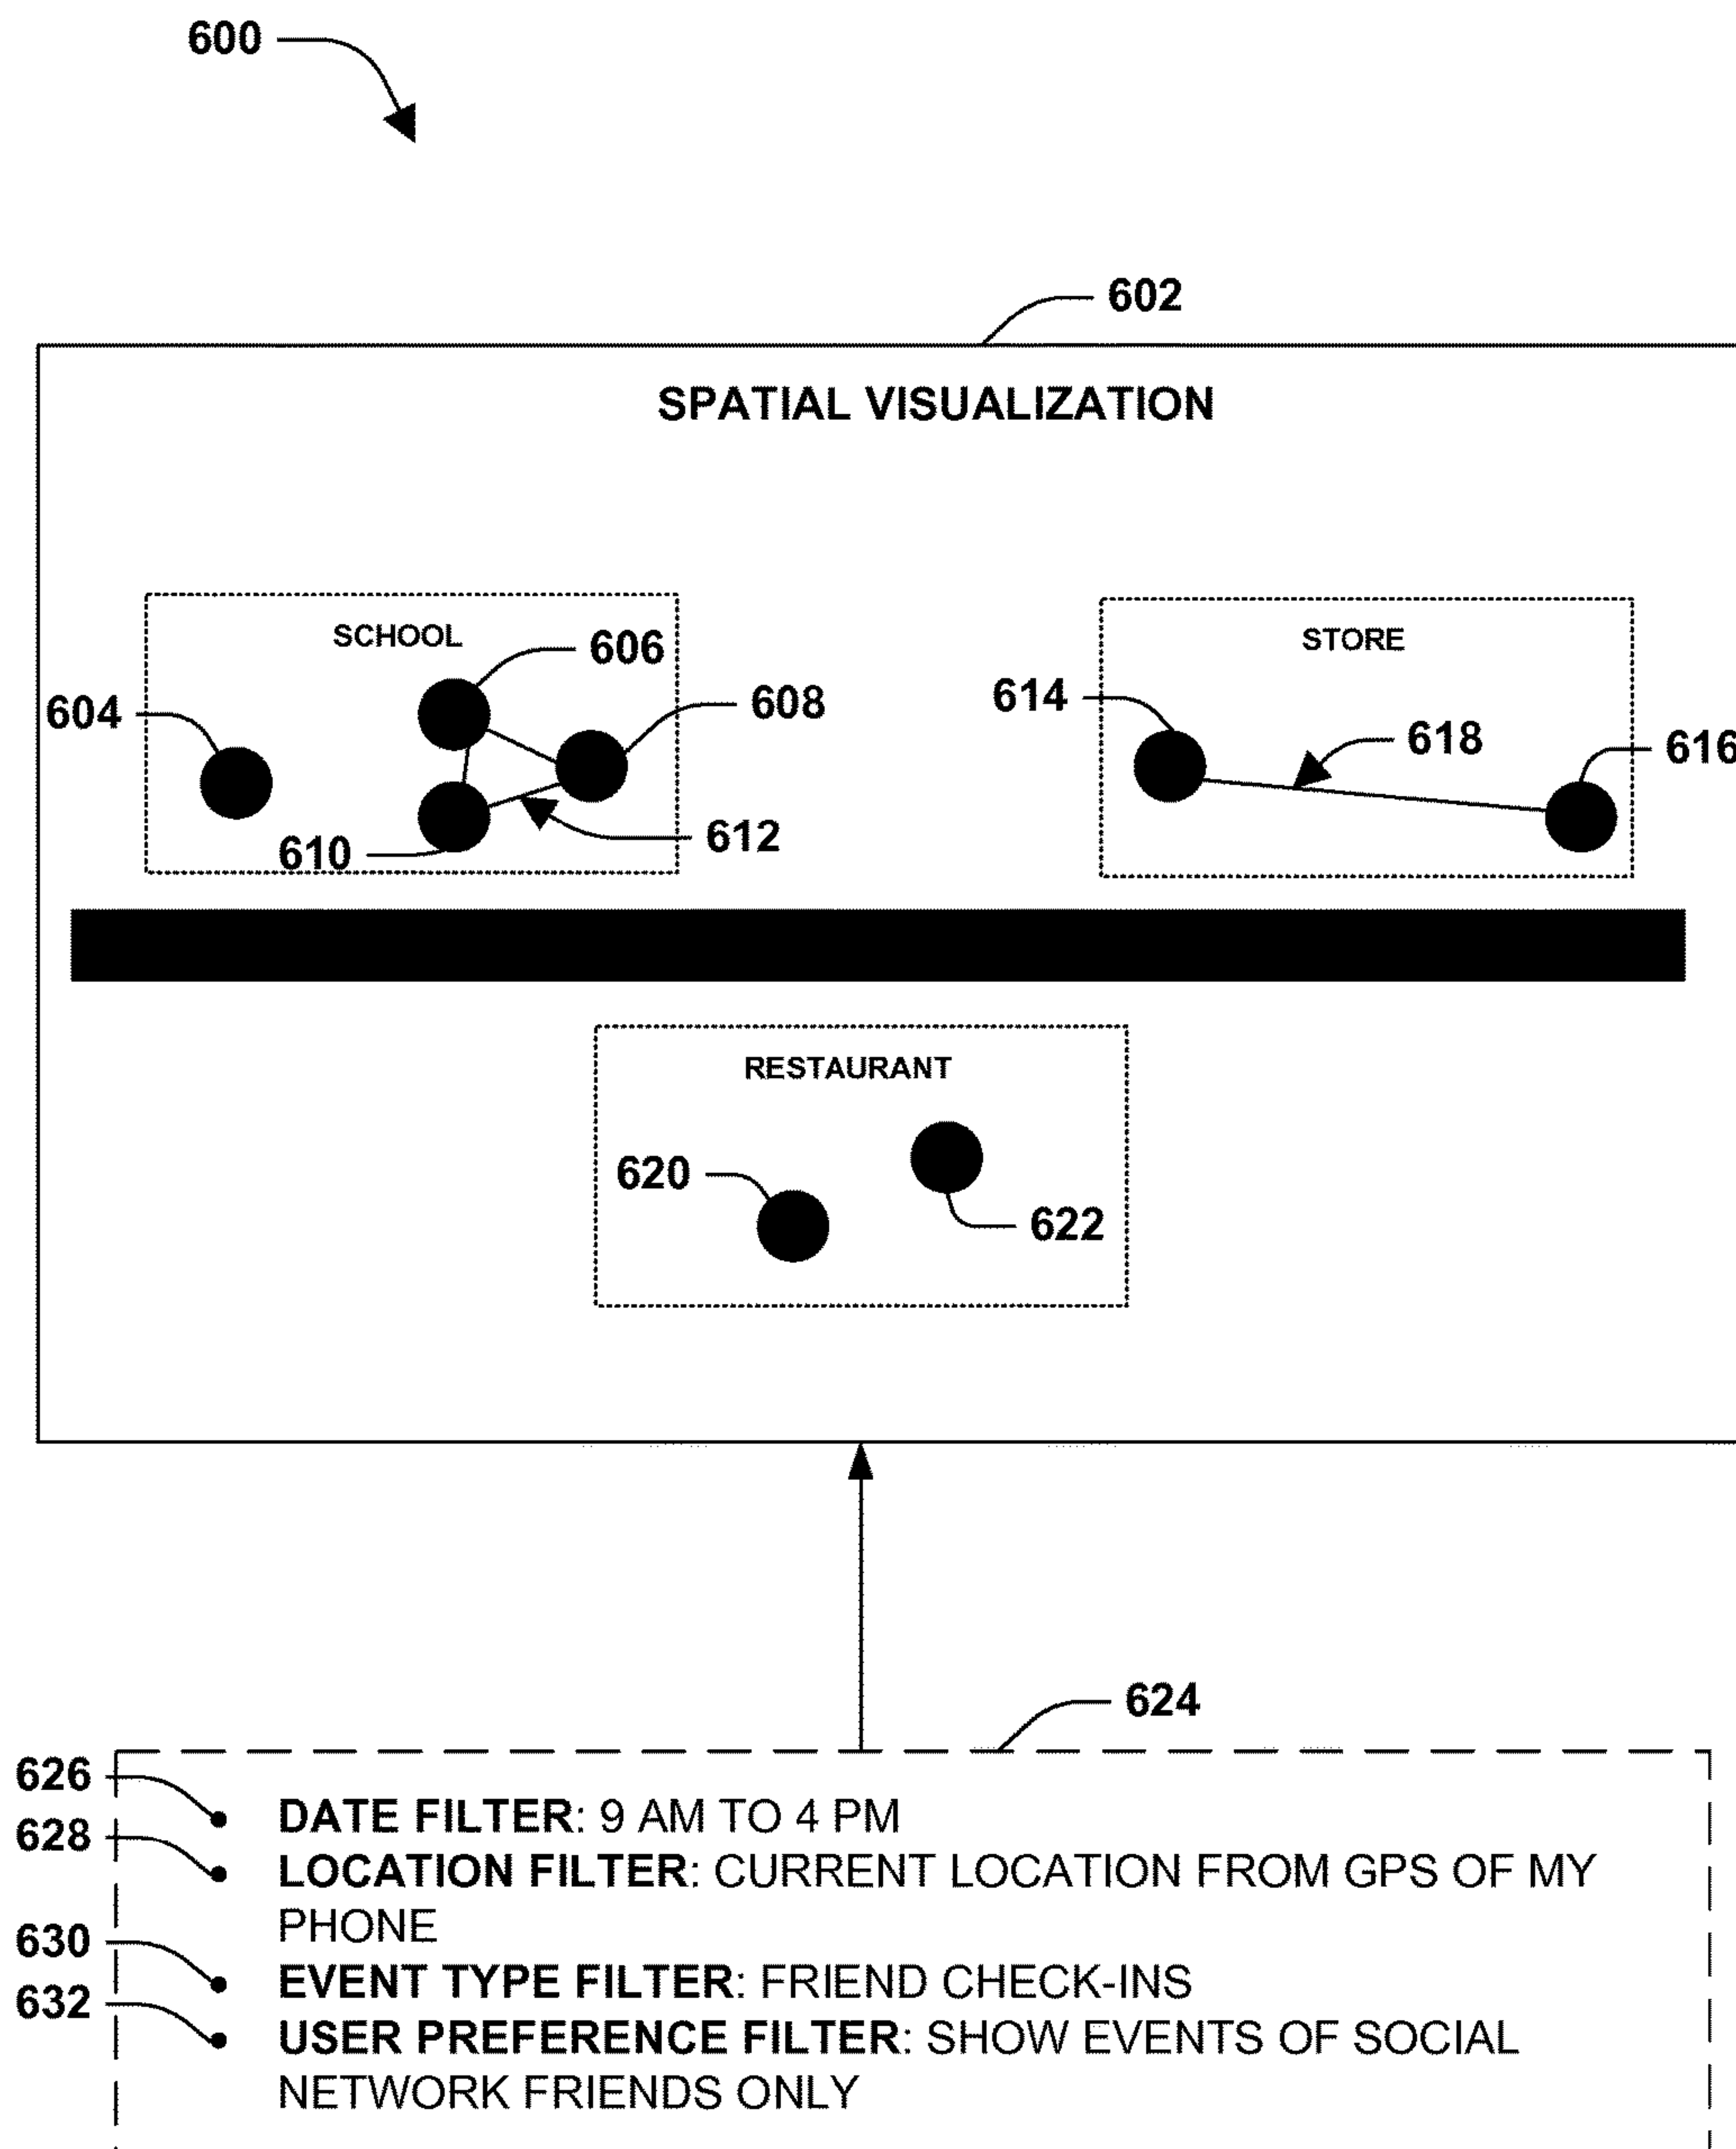 600
602
SPATIAL VISUALIZATION
SCHOOL
STORE
606
604
608
614
618
616
610
612
RESTAURANT
620
622
624
626
DATE FILTER: 9 AM TO 4 PM
628
LOCATION FILTER: CURRENT LOCATION FROM GPS OF MY
PHONE
630
EVENT TYPE FILTER: FRIEND CHECK-INS
632
USER PREFERENCE FILTER: SHOW EVENTS OF SOCIAL
NETWORK FRIENDS ONLY